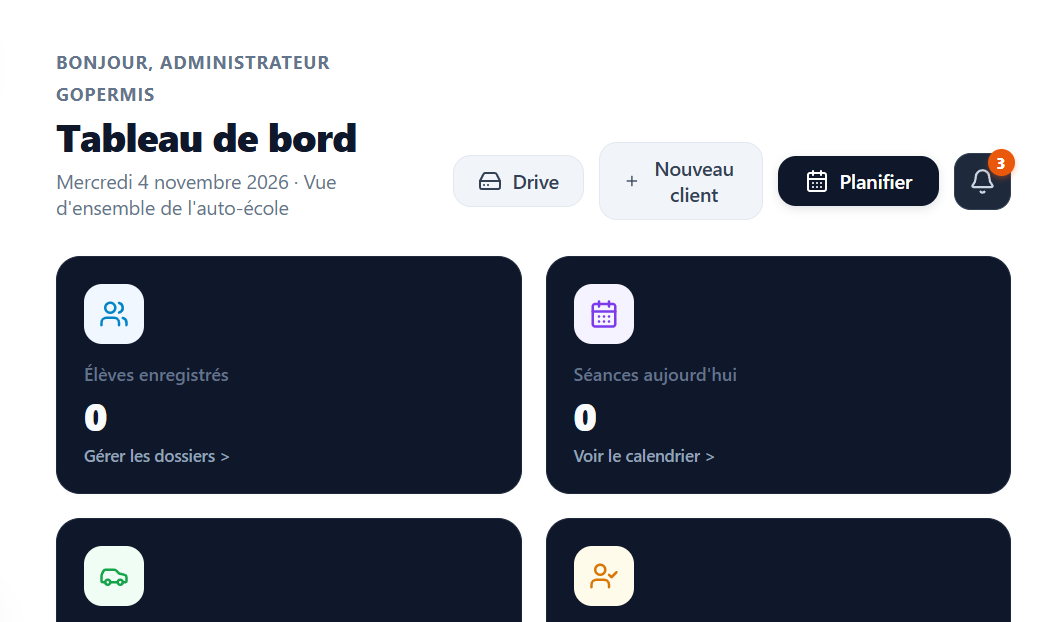 BONJOUR, ADMINISTRATEUR
GOPERMIS
Tableau de bord
Mercredi 4 novembre 2026 · Vue
d'ensemble de l'auto-école
Drive
+ Nouveau
client
Planifier
3
Élèves enregistrés
0
Gérer les dossiers >
Séances aujourd'hui
0
Voir le calendrier >